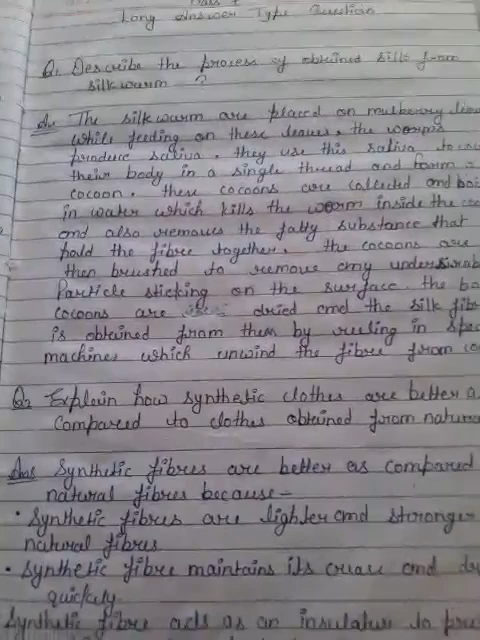 Long Answer Type Question
Q1. Describe the process of obtained silk from
silkwarm ?
Ans The silkwarm are placed on mulberry
while feeding on these leaves, the worms
produce saliva. they use this saliva to
their body in a single thread and form a
cocoon. these cocoons are collected and
in water which kills the worm inside the
and also removes the fatty substance that
hold the fibre together. the cocoons are
then brushed to remove any
Particle sticking on the surface. the
cocoons are dried and the silk
is obtained from them by reeling in
machines which unwind the fibre from
Q2 Explain how synthetic clothes are better
Compared to clothes obtained from
Ans Synthetic fibres are better as compared
natural fibres because-
• Synthetic fibres are lighter and stronger
natural fibres
• Synthetic fibre maintains its crease and
quickly.
Synthetic fibre acts as an insulator to